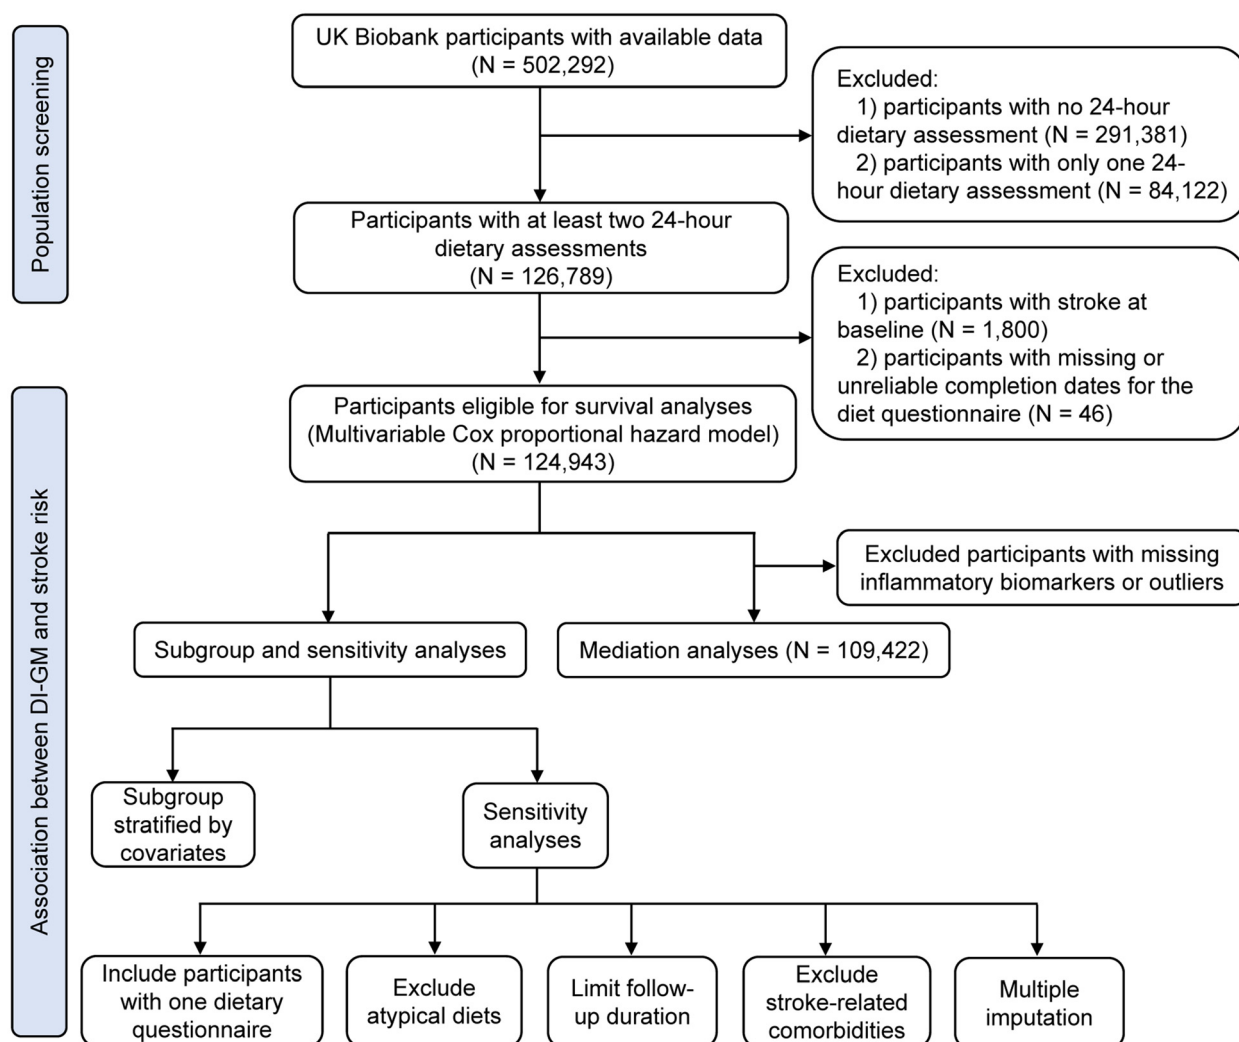 Population screening
UK Biobank participants with available data
(N = 502,292)
Excluded:
1) participants with no 24-hour
dietary assessment (N = 291,381)
2) participants with only one 24-
hour dietary assessment (N = 84,122)
Participants with at least two 24-hour
dietary assessments
(N = 126,789)
Excluded:
1) participants with stroke at
baseline (N = 1,800)
2) participants with missing or
unreliable completion dates for the
diet questionnaire (N = 46)
Association between DI-GM and stroke risk
Participants eligible for survival analyses
(Multivariable Cox proportional hazard model)
(N = 124,943)
Excluded participants with missing
inflammatory biomarkers or outliers
Subgroup and sensitivity analyses
Mediation analyses (N = 109,422)
Subgroup
stratified by
covariates
Sensitivity
analyses
Include participants
with one dietary
questionnaire
Exclude
atypical diets
Limit follow-
up duration
Exclude
stroke-related
comorbidities
Multiple
imputation